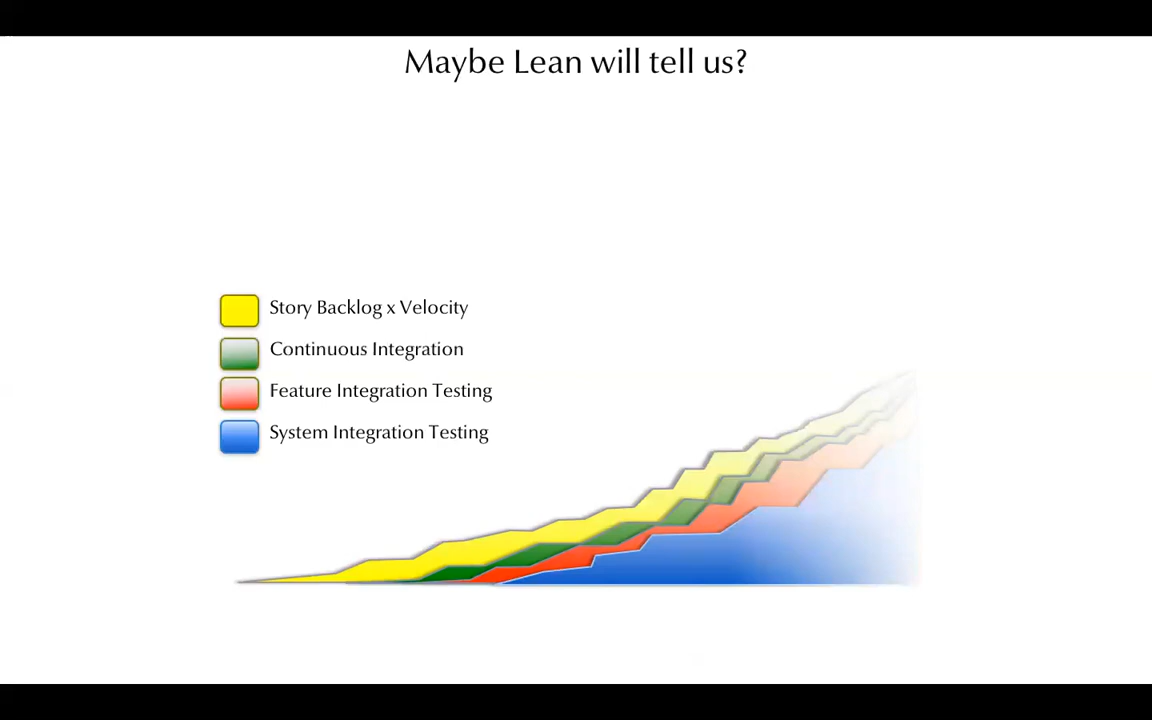 Maybe Lean will tell us?
Story Backlog x Velocity
Continuous Integration
Feature Integration Testing
System Integration Testing